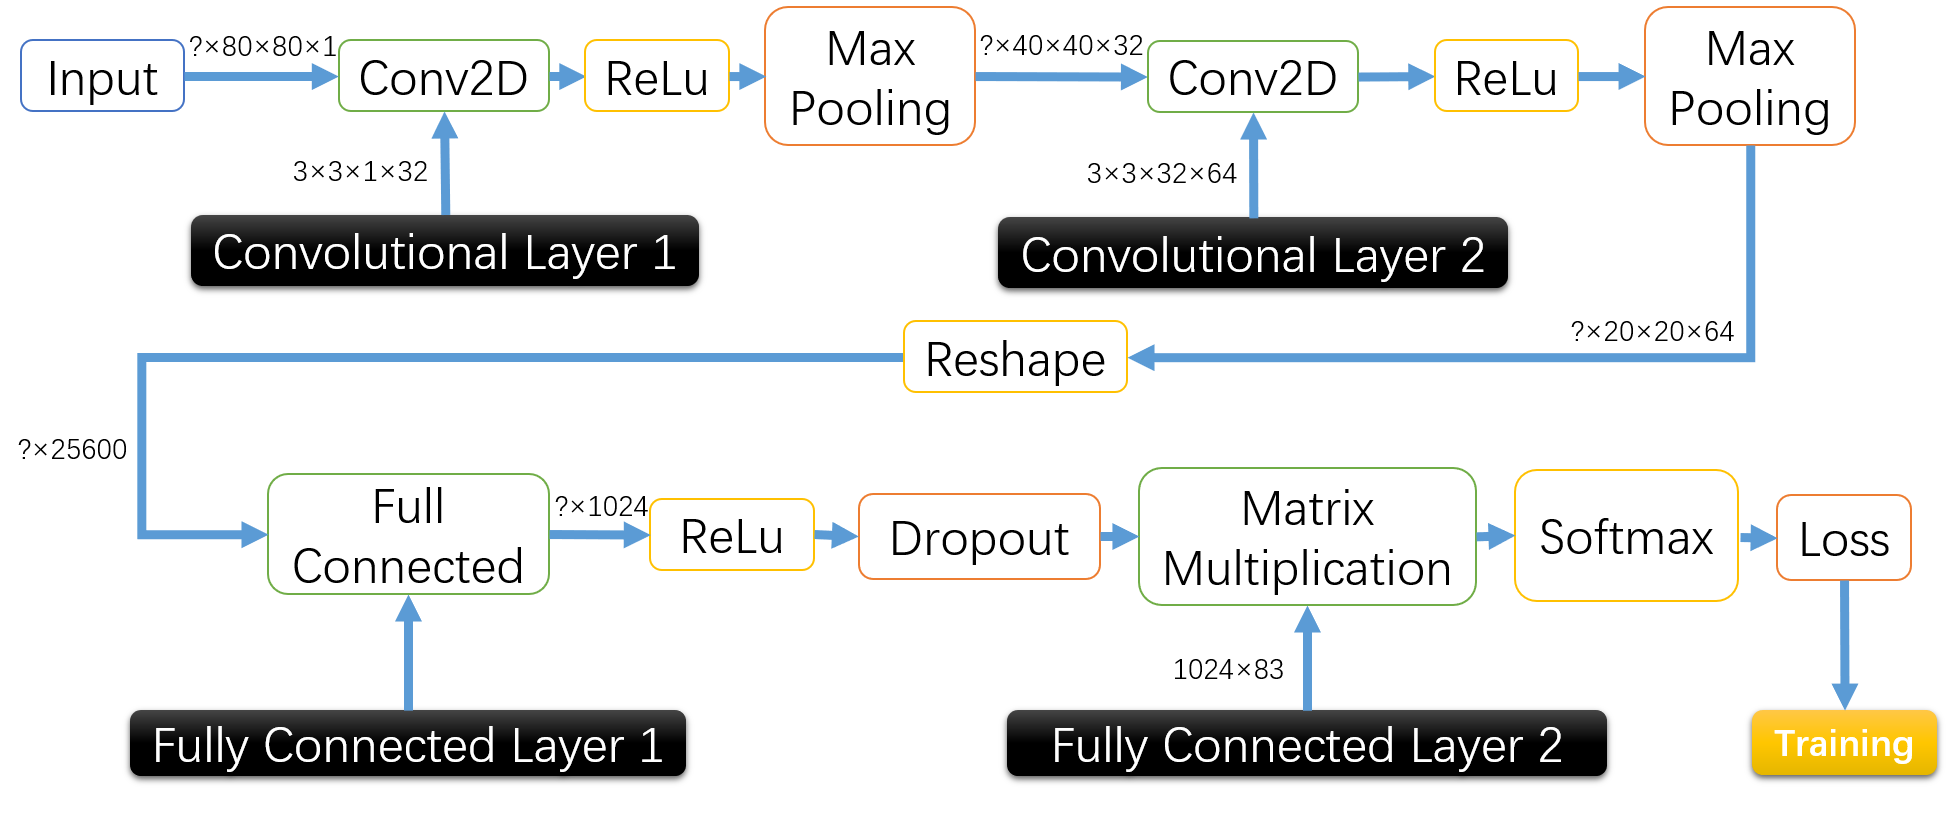 Input
?×80×80×1
Conv2D
ReLu
Max
Pooling
?×40×40×32
Conv2D
ReLu
Max
Pooling
3×3×1×32
3×3×32×64
Convolutional Layer 1
Convolutional Layer 2
?×20×20×64
Reshape
?×25600
Full
Connected
?×1024
ReLu
Dropout
Matrix
Multiplication
Softmax
Loss
1024×83
Fully Connected Layer 1
Fully Connected Layer 2
Training